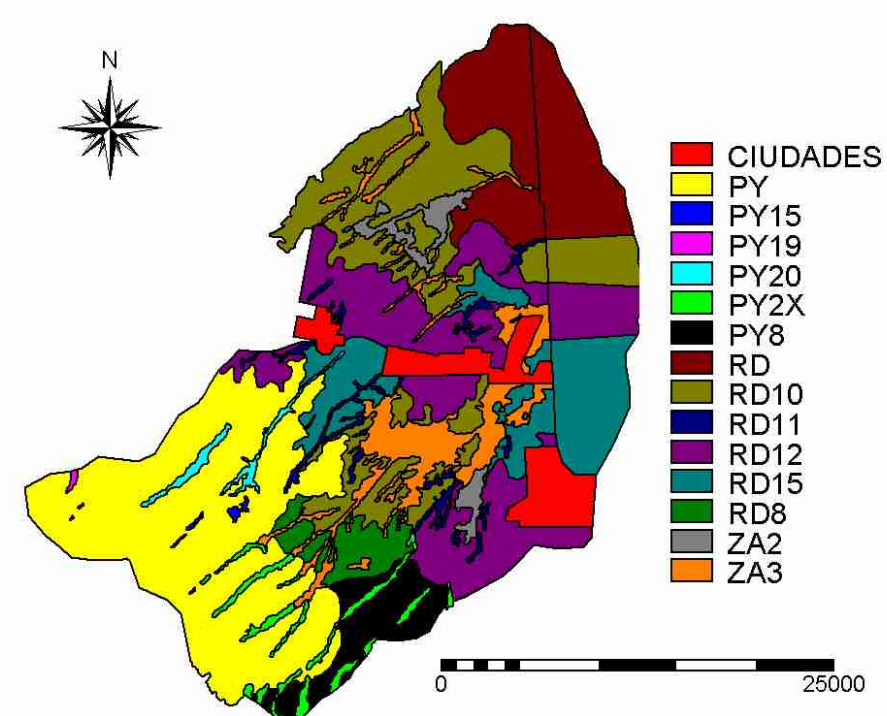 N
CIUDADES
PY
PY15
PY19
PY20
PY2X
PY8
RD
RD10
RD11
RD12
RD15
RD8
ZA2
ZA3
0 25000